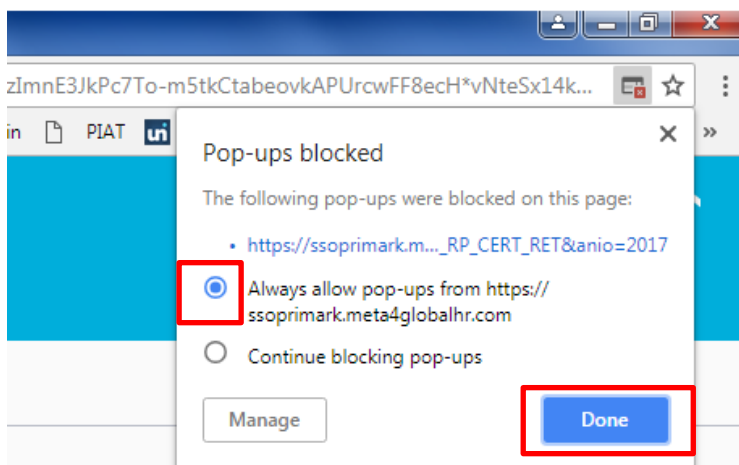 zImnE3JkPc7To-m5tkCtabeovkAPUrcwFF8ecH*vNteSx14k...
in PIAT uni »
Pop-ups blocked
The following pop-ups were blocked on this page:
• https://ssoprimark.m..._RP_CERT_RET&anio=2017
Always allow pop-ups from https://
ssoprimark.meta4globalhr.com
Continue blocking pop-ups
Manage Done